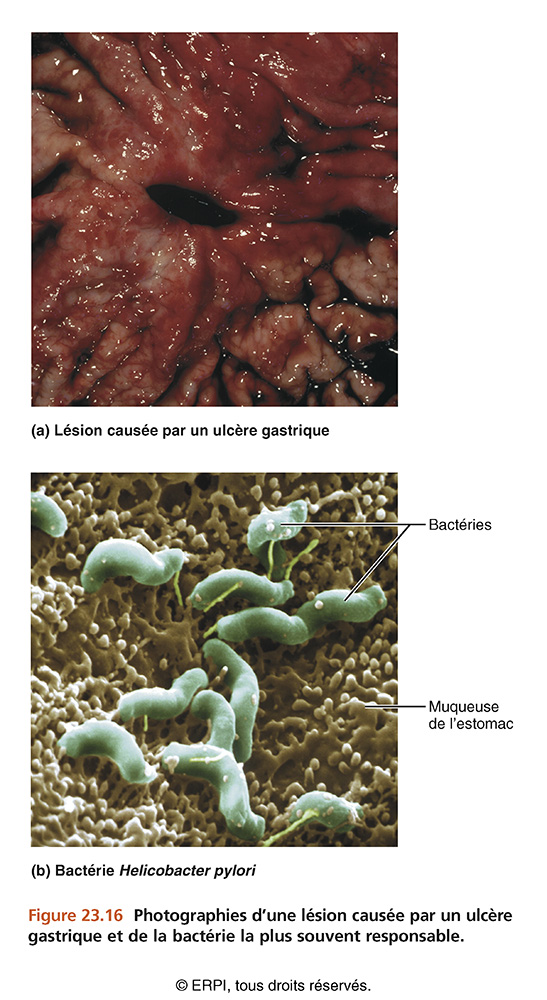 (a) Lésion causée par un ulcère gastrique
Bactéries
Muqueuse
de l’estomac
(b) Bactérie Helicobacter pylori
Figure 23.16 Photographies d’une lésion causée par un ulcère
gastrique et de la bactérie la plus souvent responsable.
© ERPI, tous droits réservés.